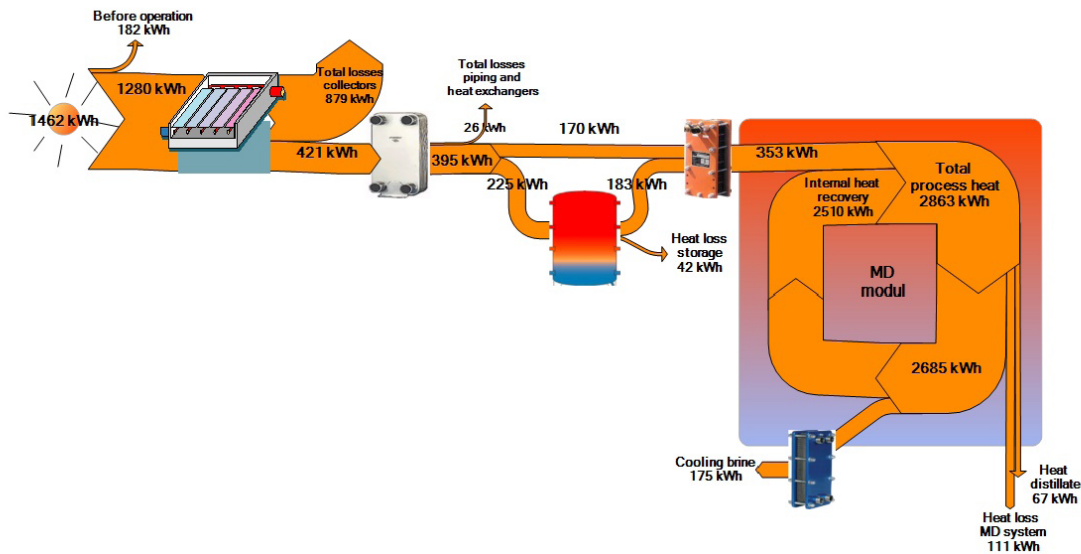 Before operation
182 kWh
1280 kWh
1462 kWh
Total losses
collectors
879 kWh
421 kWh
Total losses
piping and
heat exchangers
26 kWh
395 kWh
170 kWh
225 kWh
183 kWh
Heat loss
storage
42 kWh
353 kWh
Internal heat
recovery
2510 kWh
Total
process heat
2863 kWh
MD
modul
2685 kWh
Cooling brine
175 kWh
Heat
distillate
67 kWh
Heat loss
MD system
111 kWh